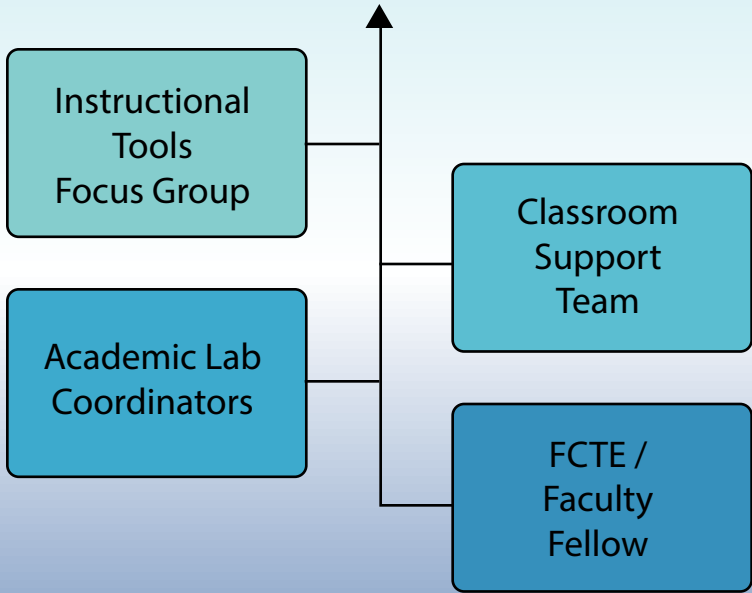 Instructional
Tools
Focus Group
Classroom
Support
Team
Academic Lab
Coordinators
FCTE /
Faculty
Fellow